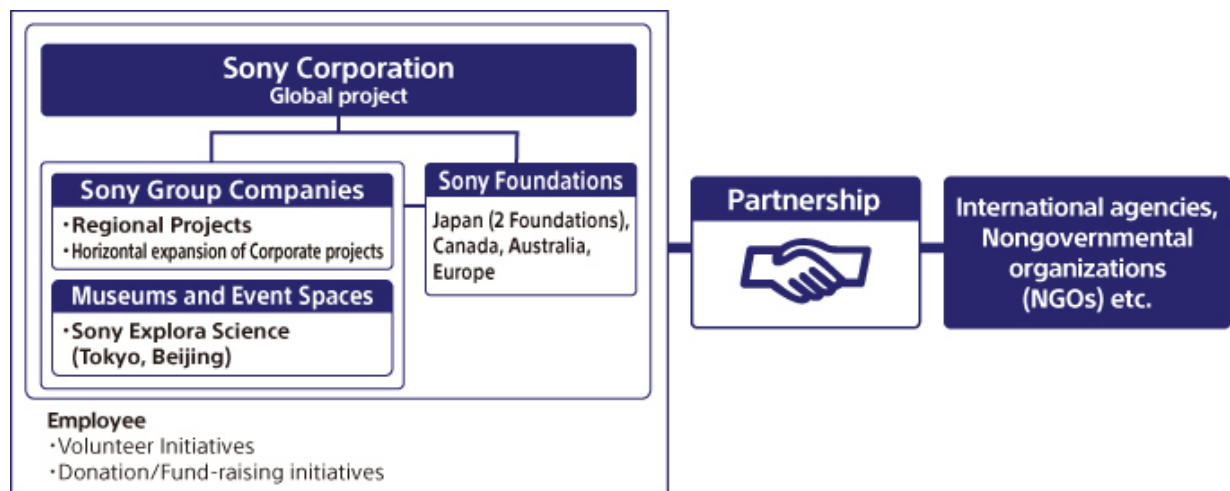 Sony Corporation
Global project
Sony Group Companies
・Regional Projects
・Horizontal expansion of Corporate projects
Museums and Event Spaces
・Sony Explora Science
(Tokyo, Beijing)
Sony Foundations
Japan (2 Foundations),
Canada, Australia,
Europe
Employee
・Volunteer Initiatives
・Donation/Fund-raising initiatives
Partnership
International agencies,
Nongovernmental
organizations
(NGOs) etc.